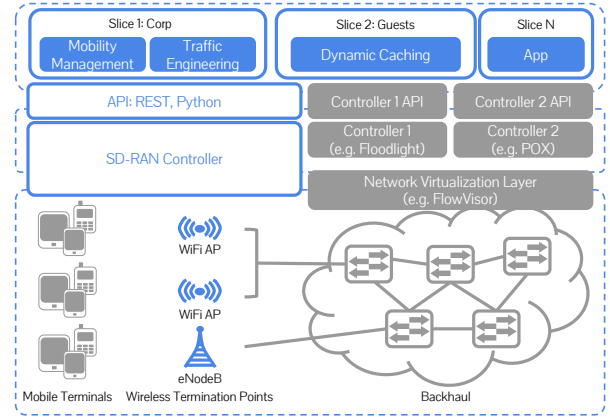 Slice 1: Corp
Slice 2: Guests
Slice N
Mobility
Management
Traffic
Engineering
Dynamic Caching
App
API: REST, Python
Controller 1 API
Controller 2 API
SD-RAN Controller
Controller 1
(e.g. Floodlight)
Controller 2
(e.g. POX)
Network Virtualization Layer
(e.g. FlowVisor)
WiFi AP
WiFi AP
eNodeB
Mobile Terminals
Wireless Termination Points
Backhaul